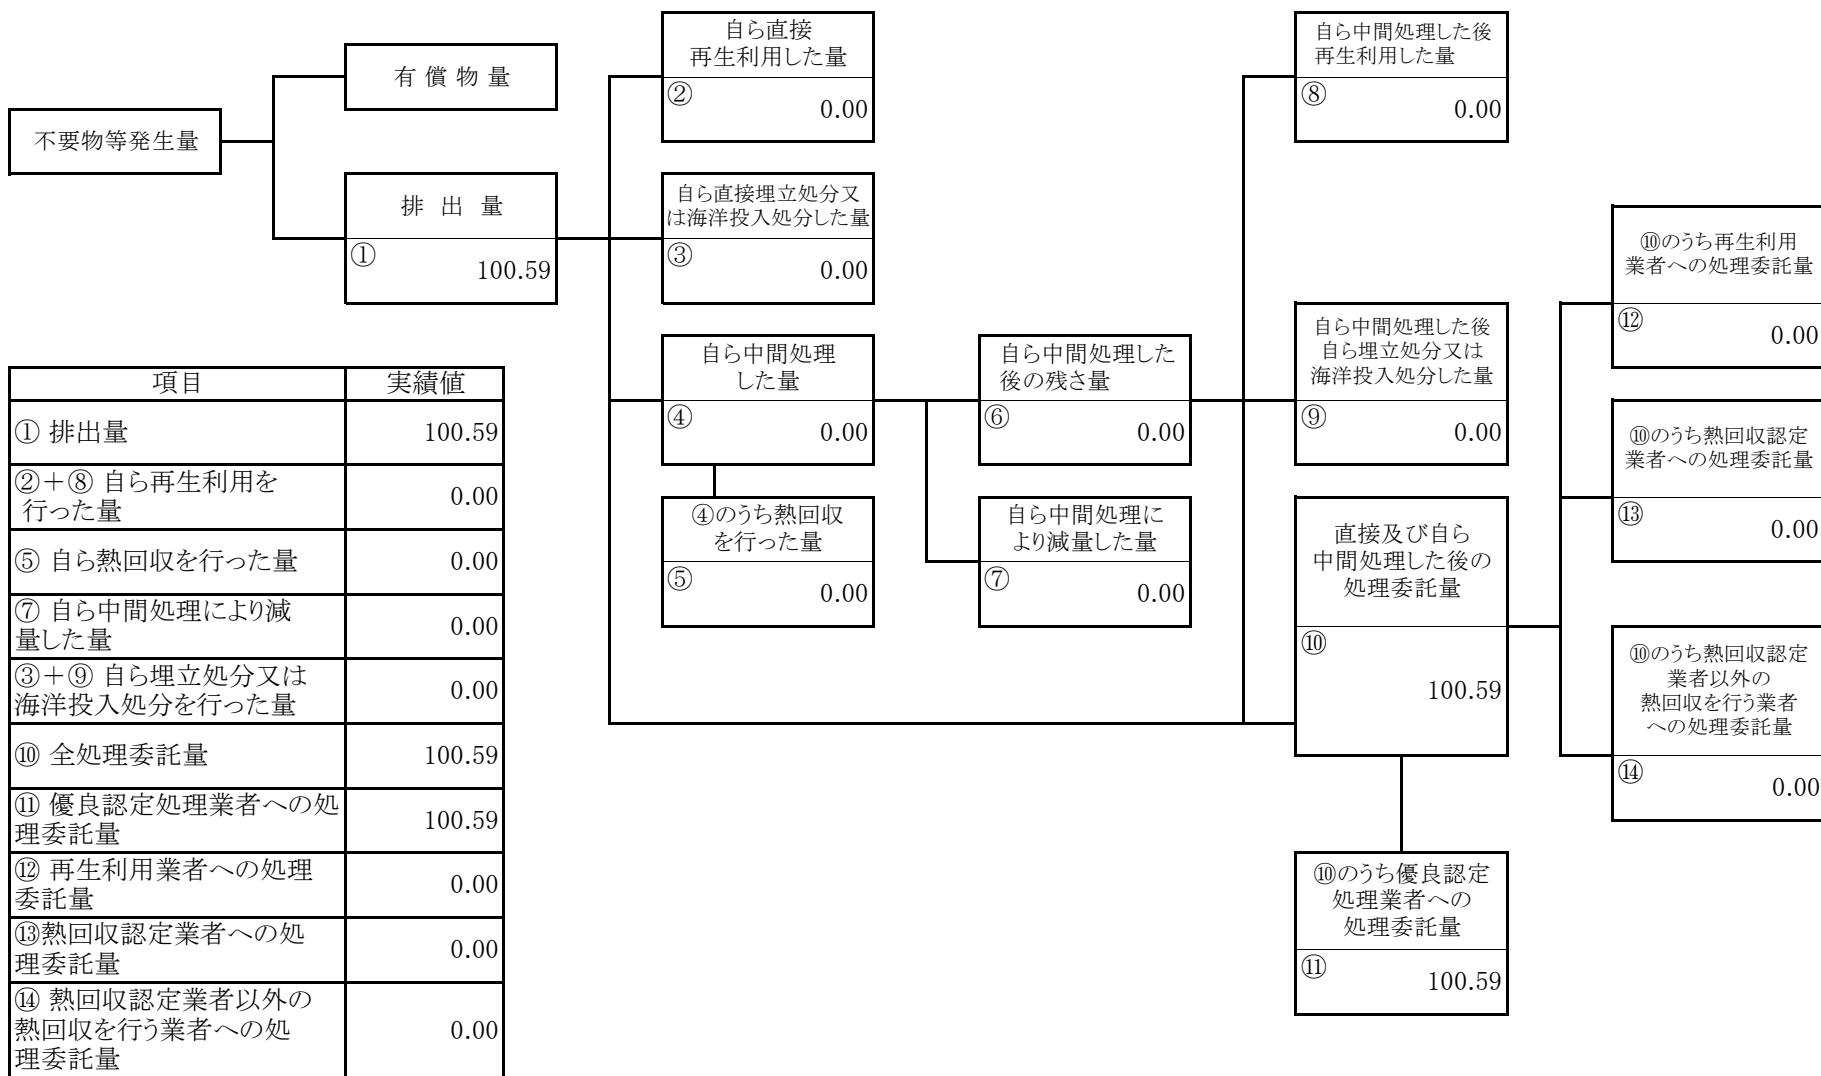 不要物等発生量
有 償 物 量
排 出 量
① 100.59
自ら直接
再生利用した量
② 0.00
自ら直接埋立処分又
は海洋投入処分した量
③ 0.00
自ら中間処理
した量
④ 0.00
④のうち熱回収
を行った量
⑤ 0.00
自ら中間処理した
後の残さ量
⑥ 0.00
自ら中間処理に
より減量した量
⑦ 0.00
自ら中間処理した後
再生利用した量
⑧ 0.00
自ら中間処理した後
自ら埋立処分又は
海洋投入処分した量
⑨ 0.00
直接及び自ら
中間処理した後の
処理委託量
⑩
100.59
⑩のうち優良認定
処理業者への
処理委託量
⑪ 100.59
⑩のうち再生利用
業者への処理委託量
⑫ 0.00
⑩のうち熱回収認定
業者への処理委託量
⑬ 0.00
⑩のうち熱回収認定
業者以外の
熱回収を行う業者
への処理委託量
⑭ 0.00
項目 実績値
① 排出量 100.59
②+⑧ 自ら再生利用を
行った量 0.00
⑤ 自ら熱回収を行った量 0.00
⑦ 自ら中間処理により減
量した量 0.00
③+⑨ 自ら埋立処分又は
海洋投入処分を行った量 0.00
⑩ 全処理委託量 100.59
⑪ 優良認定処理業者への処
理委託量 100.59
⑫ 再生利用業者への処理
委託量 0.00
⑬熱回収認定業者への処
理委託量 0.00
⑭ 熱回収認定業者以外の
熱回収を行う業者への処
理委託量 0.00